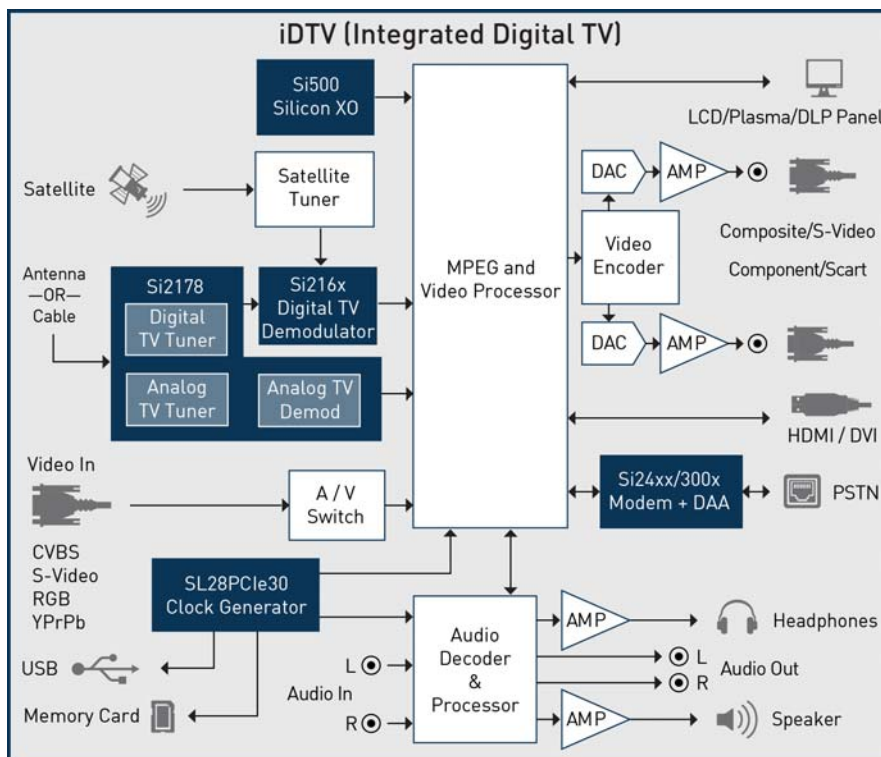 iDTV (Integrated Digital TV)
Si500
Silicon XO
LCD/Plasma/DLP Panel
Satellite
Satellite
Tuner
DAC
AMP
Composite/S-Video
Component/Scart
MPEG and
Video Processor
Video
Encoder
Antenna
—OR—
Cable
Si2178
Digital
TV Tuner
Si216x
Digital TV
Demodulator
Analog
TV Tuner
Analog TV
Demod
DAC
AMP
HDMI / DVI
Video In
CVBS
S-Video
RGB
YPrPb
A / V
Switch
Si24xx/300x
Modem + DAA
PSTN
SL28PCIe30
Clock Generator
USB
Memory Card
Audio In
L
R
Audio
Decoder
&
Processor
AMP
Headphones
L
R
Audio Out
AMP
Speaker